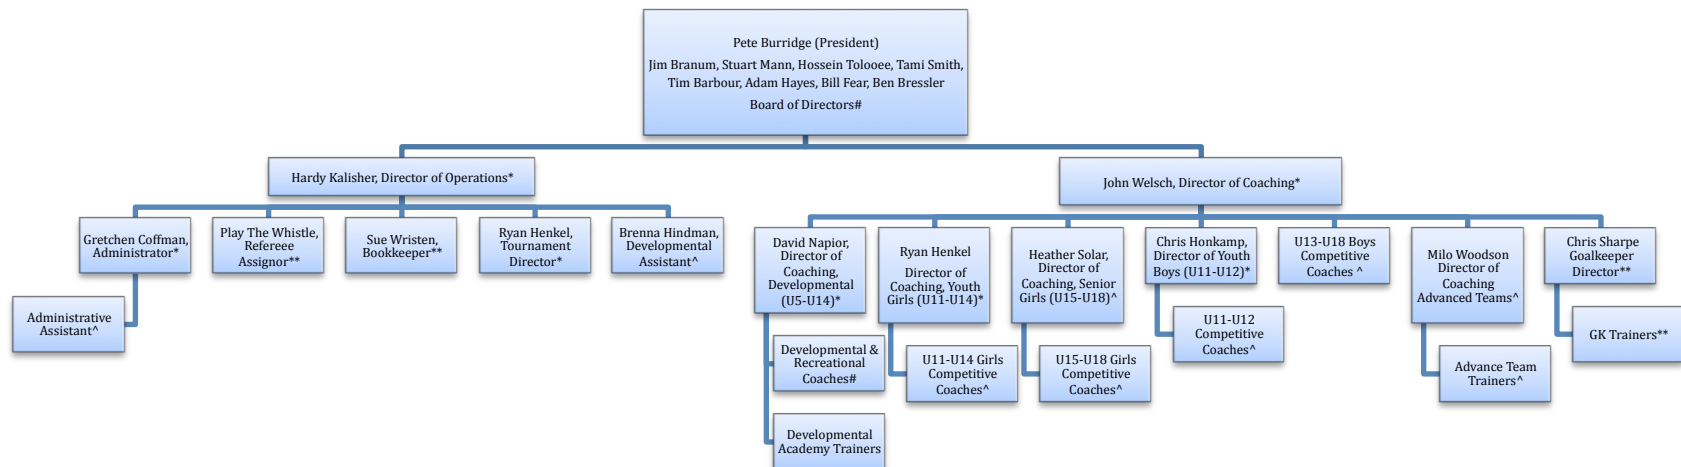 Pete Burridge (President)
Jim Branum, Stuart Mann, Hossein Tolooee, Tami Smith,
Tim Barbour, Adam Hayes, Bill Fear, Ben Bressler
Board of Directors#
Hardy Kalisher, Director of Operations*
John Welsch, Director of Coaching*
Gretchen Coffman,
Administrator*
Play The Whistle,
Refereee
Assignor**
Sue Wristen,
Bookkeeper**
Ryan Henkel,
Tournament
Director*
Brenna Hindman,
Developmental
Assistant^
Administrative
Assistant^
David Napior,
Director of
Coaching,
Developmental
(U5-U14)*
Ryan Henkel
Director of
Coaching, Youth
Girls (U11-U14)*
Heather Solar,
Director of
Coaching, Senior
Girls (U15-U18)^
Chris Honkamp,
Director of Youth
Boys (U11-U12)*
U13-U18 Boys
Competitive
Coaches ^
Milo Woodson
Director of
Coaching
Advanced Teams^
Chris Sharpe
Goalkeeper
Director**
Developmental &
Recreational
Coaches#
Developmental
Academy Trainers
U11-U14 Girls
Competitive
Coaches^
U15-U18 Girls
Competitive
Coaches^
U11-U12
Competitive
Coaches^
Advance Team
Trainers^
GK Trainers**